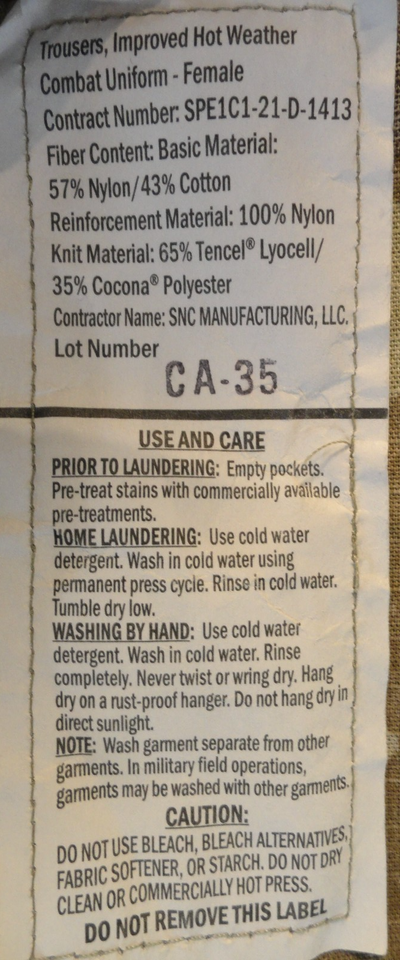 Trousers, Improved Hot Weather
Combat Uniform - Female
Contract Number: SPE1C1-21-D-1413
Fiber Content: Basic Material:
57% Nylon/43% Cotton
Reinforcement Material: 100% Nylon
Knit Material: 65% Tencel® Lyocell/
35% Cocona® Polyester
Contractor Name: SNC MANUFACTURING, LLC.
Lot Number
CA-35
USE AND CARE
PRIOR TO LAUNDERING: Empty pockets.
Pre-treat stains with commercially available
pre-treatments.
HOME LAUNDERING: Use cold water
detergent. Wash in cold water using
permanent press cycle. Rinse in cold water.
Tumble dry low.
WASHING BY HAND: Use cold water
detergent. Wash in cold water. Rinse
completely. Never twist or wring dry. Hang
dry on a rust-proof hanger. Do not hang dry in
direct sunlight.
NOTE: Wash garment separate from other
garments. In military field operations,
garments may be washed with other garments.
CAUTION:
DO NOT USE BLEACH, BLEACH ALTERNATIVES,
FABRIC SOFTENER, OR STARCH. DO NOT DRY
CLEAN OR COMMERCIALLY HOT PRESS.
DO NOT REMOVE THIS LABEL